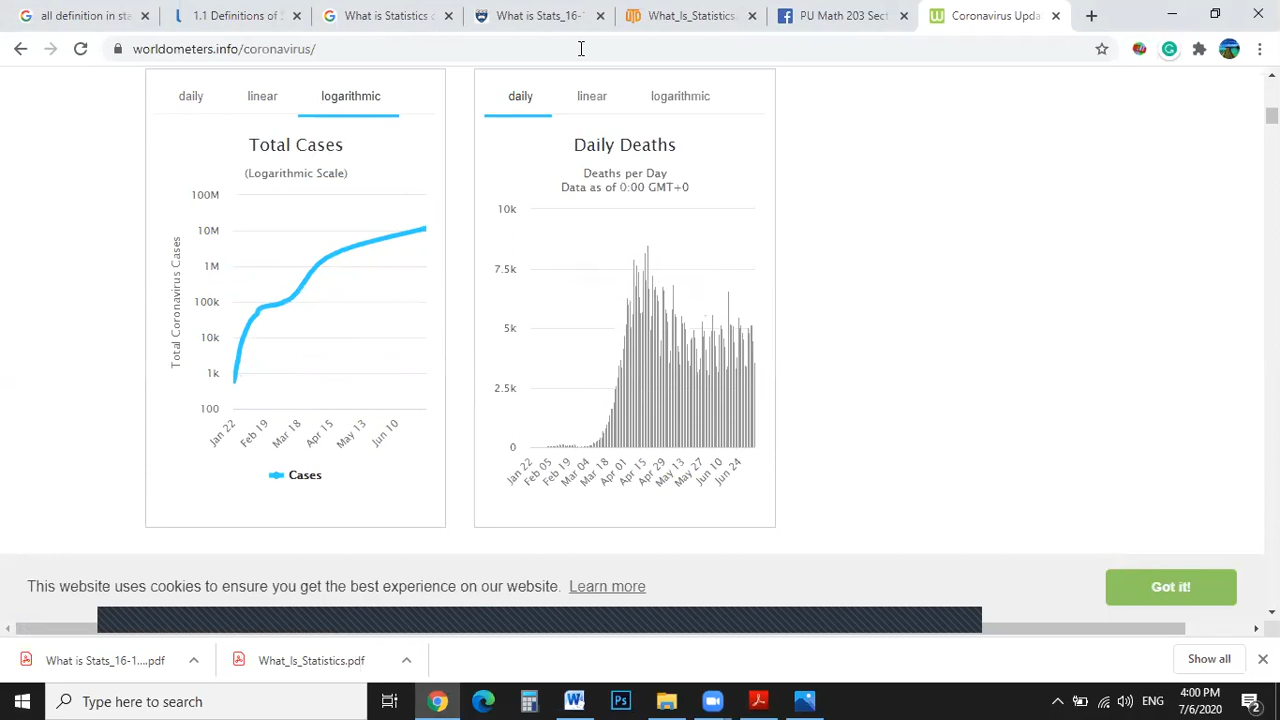 all definition in sta
1.1 Definitions of S
What is Statistics d
What is Stats_16-1
What_Is_Statistics.
PU Math 203 Sect
Coronavirus Upda
worldometers.info/coronavirus/
daily linear logarithmic
Total Cases
(Logarithmic Scale)
Total Coronavirus Cases
100M
10M
1M
100k
10k
1k
100
Jan 22 Feb 19 Mar 18 Apr 15 May 13 Jun 10
Cases
daily linear logarithmic
Daily Deaths
Deaths per Day
Data as of 0:00 GMT+0
10k
7.5k
5k
2.5k
0
Jan 22 Feb 05 Feb 19 Mar 04 Mar 18 Apr 01 Apr 15 Apr 29 May 13 May 27 Jun 10 Jun 24
This website uses cookies to ensure you get the best experience on our website. Learn more
Got it!
What is Stats_16-1....pdf
What_Is_Statistics.pdf
Show all
Type here to search
ENG
4:00 PM
7/6/2020
2